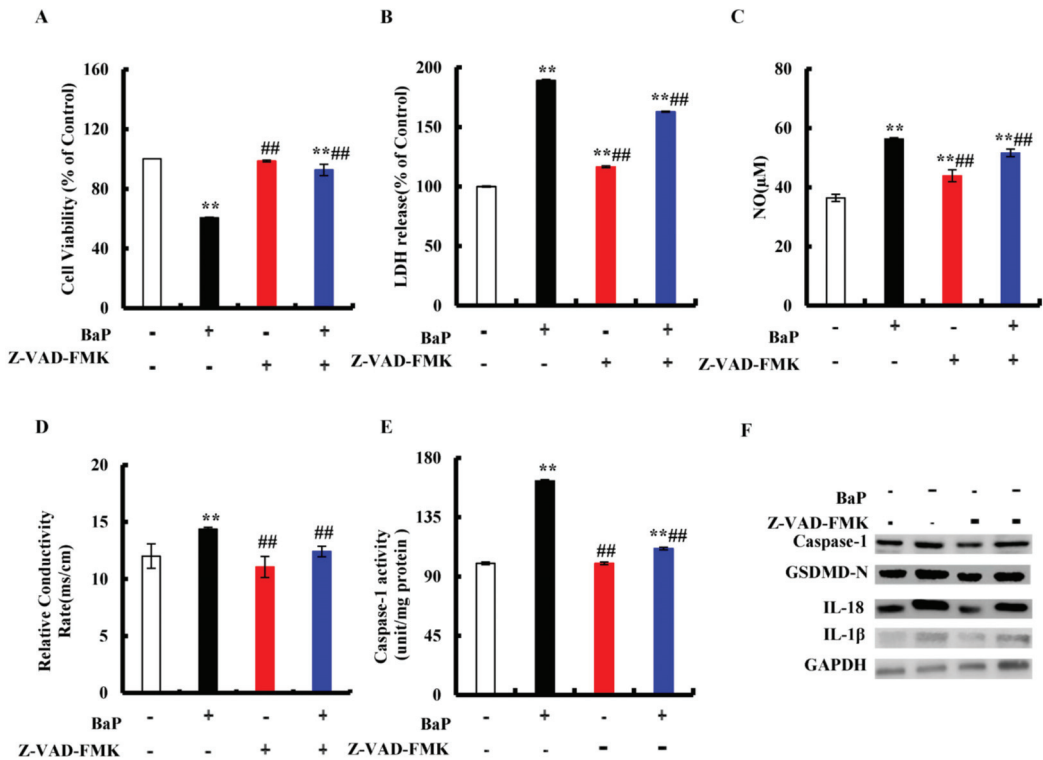 A
Cell Viability (% of Control)
160
120
80
40
0
**
##
**##
BaP - + - +
Z-VAD-FMK - - + +
B
LDH release(% of Control)
200
150
100
50
0
**
**##
**##
BaP - + - +
Z-VAD-FMK - - + +
C
NO(μM)
80
60
40
20
0
**
**##
**##
BaP - + - +
Z-VAD-FMK - - + +
D
Relative Conductivity
Rate(ms/cm)
20
15
10
5
0
**
##
##
BaP - + - +
Z-VAD-FMK - - + +
E
Caspase-1 activity
(unit/mg protein)
180
135
90
45
0
**
##
**##
BaP - + - +
Z-VAD-FMK - - - -
F
BaP - - - -
Z-VAD-FMK - - - -
Caspase-1
GSDMD-N
IL-18
IL-1β
GAPDH